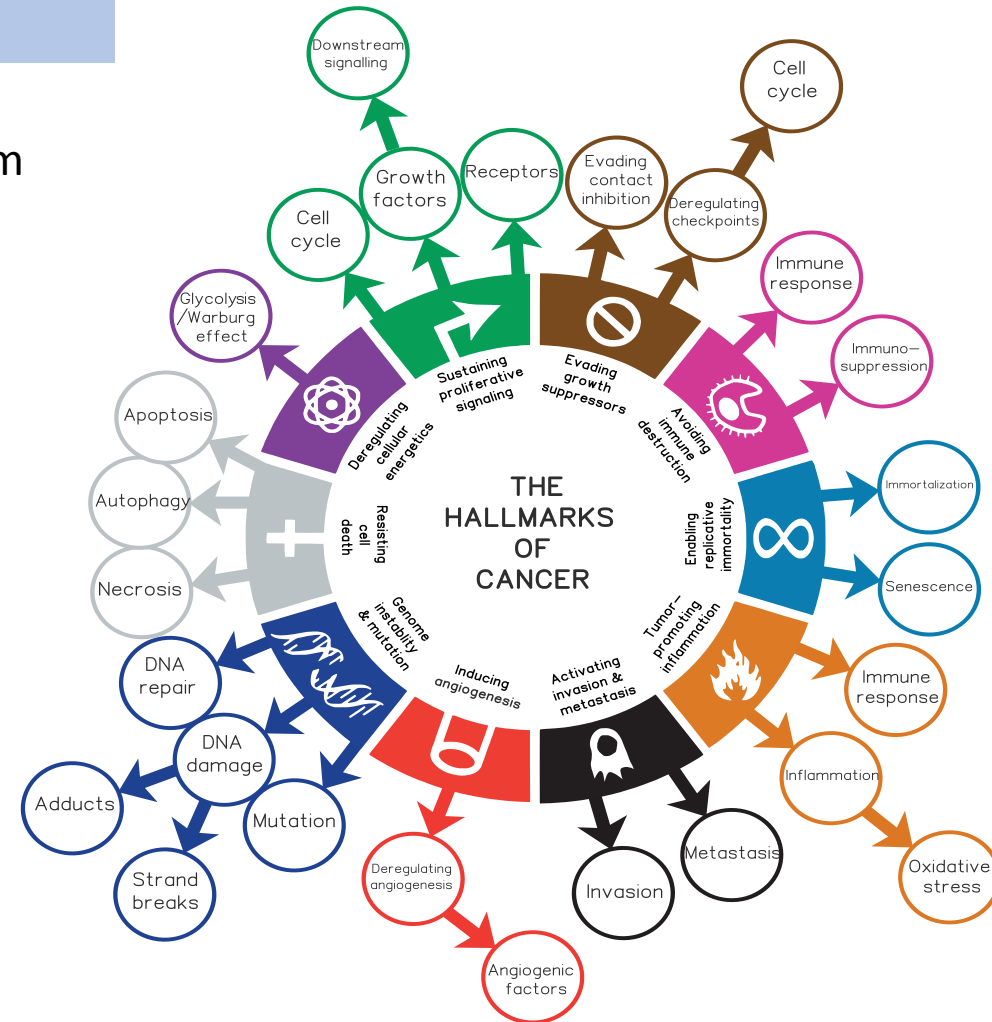 m
Downstream
signalling
Cell
cycle
Growth
factors
Receptors
Evading
contact
inhibition
Deregulating
checkpoints
Cell
cycle
Immune
response
Immuno-
suppression
Immortalization
Senescence
Immune
response
Inflammation
Oxidative
stress
Metastasis
Invasion
Deregulating
angiogenesis
Angiogenic
factors
Mutation
DNA
damage
Strand
breaks
Adducts
DNA
repair
Necrosis
Autophagy
Apoptosis
Glycolysis
/Warburg
effect
Sustaining
proliferative
signaling
Evading
growth
suppressors
Avoiding
immune
destruction
Enabling
replicative
immortality
Tumor-
promoting
inflammation
Activating
invasion &
metastasis
Inducing
angiogenesis
Genome
instablity
& mutation
Resisting
cell
death
Deregulating
cellular
energetics
THE
HALLMARKS
OF
CANCER